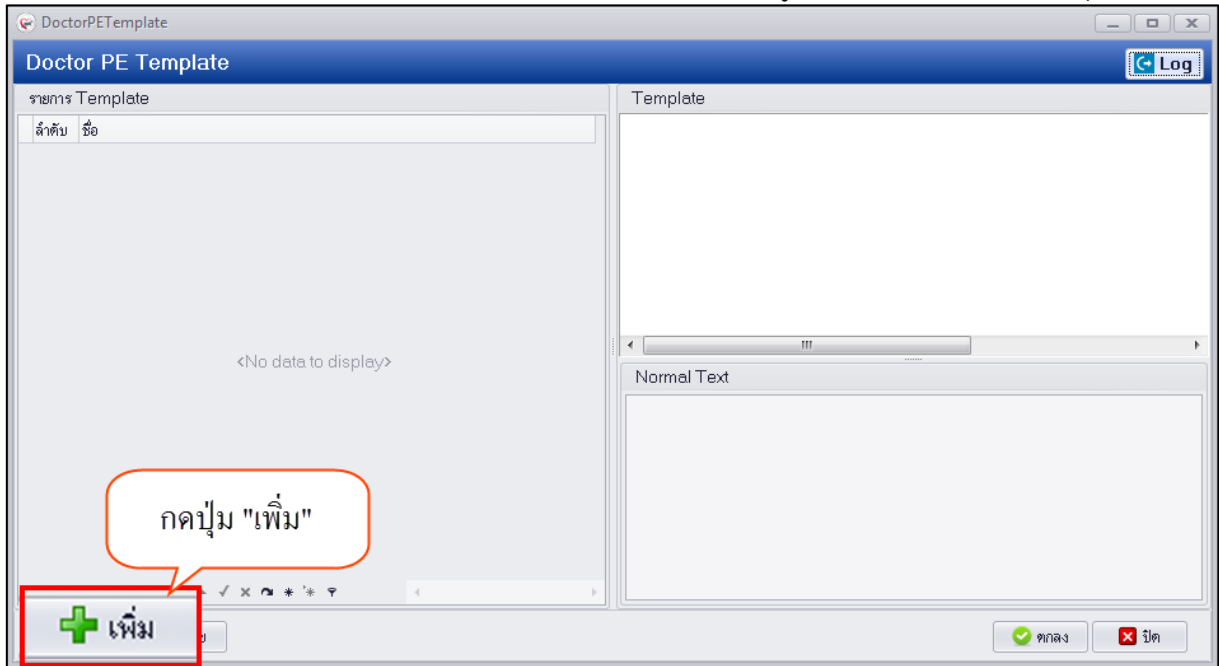 DoctorPETemplate
Doctor PE Template
Log
รายการ Template
Template
ลำดับ ชื่อ
<No data to display>
Normal Text
กดปุ่ม "เพิ่ม"
เพิ่ม
ตกลง
ปิด